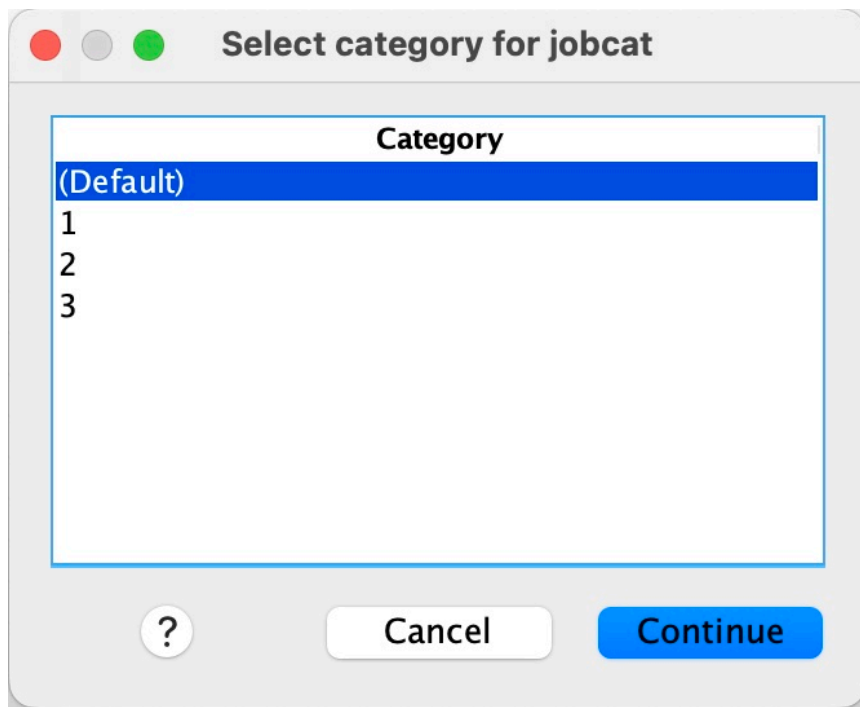 Select category for jobcat
Category
(Default)
1
2
3
?
Cancel
Continue